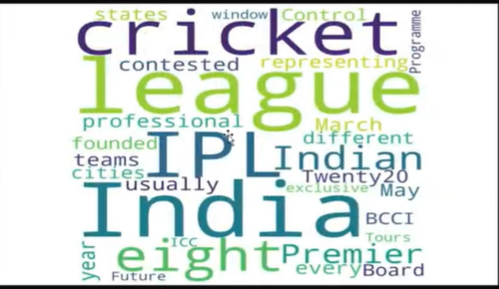 states window Control
cricket
Programme
contested representing
league
professional March
founded IPL different
teams Indian
cities Twenty20
usually exclusive May
India BCCI
year ICC eight Premier Tours
Future every Board